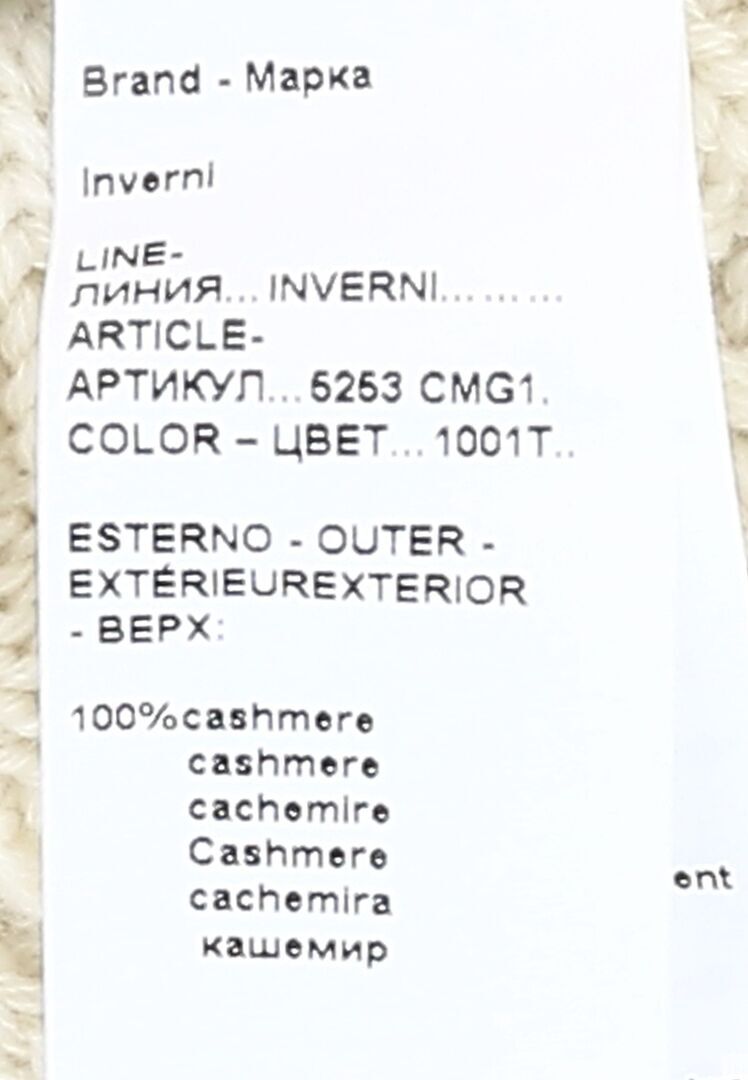 Brand - Марка
Inverni
LINE-
ЛИНИЯ... INVERNI.........
ARTICLE-
АРТИКУЛ...5253 CMG1.
COLOR – ЦВЕТ... 1001T..
ESTERNO - OUTER -
EXTÉRIEUREXTERIOR
- ВЕРХ:
100%cashmere
cashmere
cachemire
Cashmere
cachemira
кашемир
ent